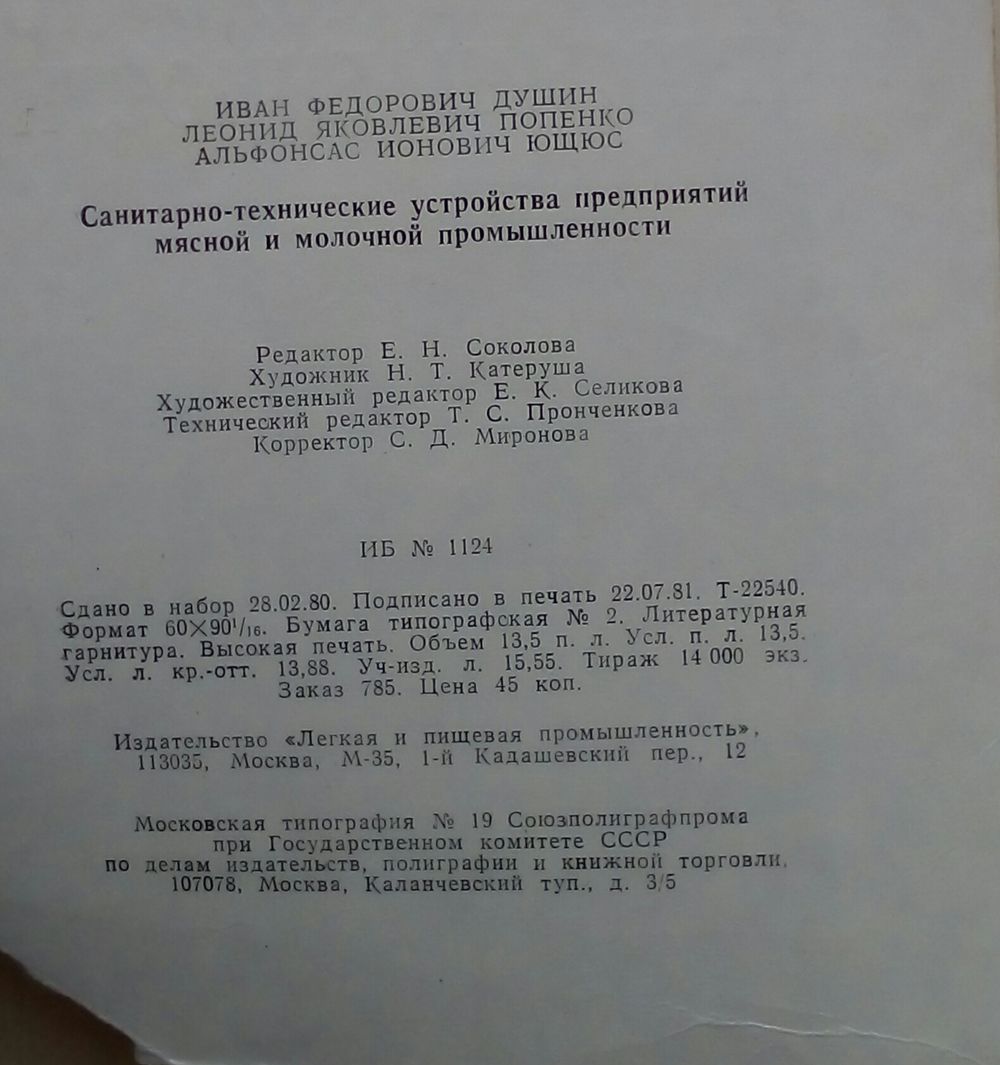 ИВАН ФЕДОРОВИЧ ДУШИН
ЛЕОНИД ЯКОВЛЕВИЧ ПОПЕНКО
АЛЬФОНСАС ИОНОВИЧ ЮЩЮС
Санитарно-технические устройства предприятий
мясной и молочной промышленности
Редактор Е. Н. Соколова
Художник Н. Т. Катеруша
Художественный редактор Е. К. Селикова
Технический редактор Т. С. Пронченкова
Корректор С. Д. Миронова
ИБ № 1124
Сдано в набор 28.02.80. Подписано в печать 22.07.81. Т-22540.
Формат 60×90¹/₁₆. Бумага типографская № 2. Литературная
гарнитура. Высокая печать. Объем 13,5 п. л. Усл. п. л. 13,5.
Усл. л. кр.-отт. 13,88. Уч-изд. л. 15,55. Тираж 14 000 экз.
Заказ 785. Цена 45 коп.
Издательство «Легкая и пищевая промышленность»,
113035, Москва, М-35, 1-й Кадашевский пер., 12
Московская типография № 19 Союзполиграфпрома
при Государственном комитете СССР
по делам издательств, полиграфии и книжной торговли.
107078, Москва, Каланчевский туп., д. 3/5